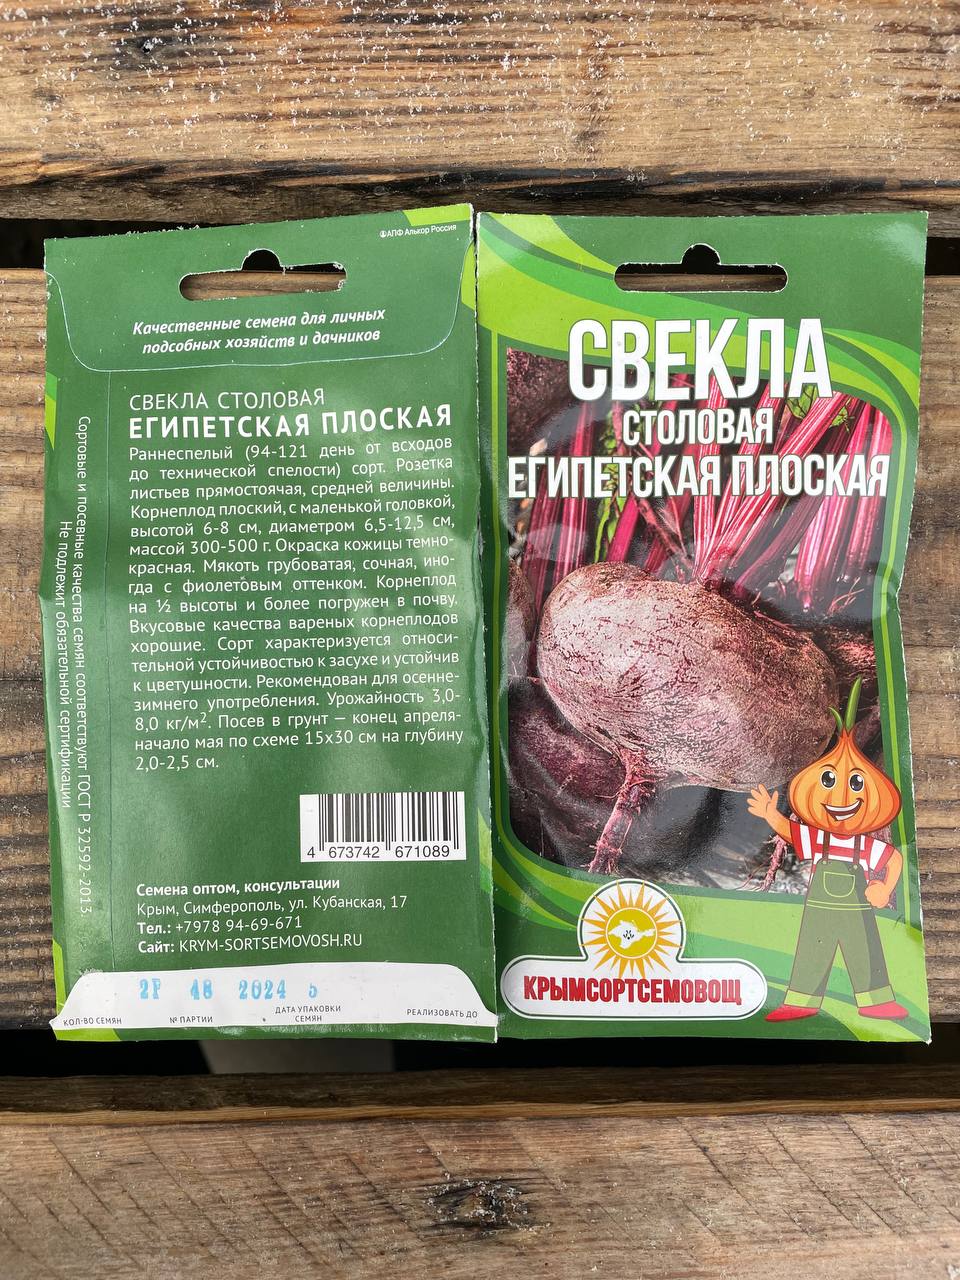 ©АПФ Алькор Россия
Качественные семена для личных
подсобных хозяйств и дачников
СВЕКЛА СТОЛОВАЯ
ЕГИПЕТСКАЯ ПЛОСКАЯ
Раннеспелый (94-121 день от всходов
до технической спелости) сорт. Розетка
листьев прямостоячая, средней величины.
Корнеплод плоский, с маленькой головкой,
высотой 6-8 см, диаметром 6,5-12,5 см,
массой 300-500 г. Окраска кожицы темно-
красная. Мякоть грубоватая, сочная, ино-
гда с фиолетовым оттенком. Корнеплод
на ½ высоты и более погружен в почву.
Вкусовые качества вареных корнеплодов
хорошие. Сорт характеризуется относи-
тельной устойчивостью к засухе и устойчив
к цветушности. Рекомендован для осенне-
зимнего употребления. Урожайность 3,0-
8,0 кг/м². Посев в грунт — конец апреля-
начало мая по схеме 15х30 см на глубину
2,0-2,5 см.
Сортовые и посевные качества семян соответствуют ГОСТ Р 32592-2013.
Не подлежит обязательной сертификации
4 673742 671089
Семена оптом, консультации
Крым, Симферополь, ул. Кубанская, 17
Тел.: +7978 94-69-671
Сайт: KRYM-SORTSEMOVOSH.RU
2Г 48 2024 5
КОЛ-ВО СЕМЯН
№ ПАРТИИ
ДАТА УПАКОВКИ
СЕМЯН
РЕАЛИЗОВАТЬ ДО
СВЕКЛА
СТОЛОВАЯ
ЕГИПЕТСКАЯ ПЛОСКАЯ
КРЫМСОРТСЕМОВОЩ